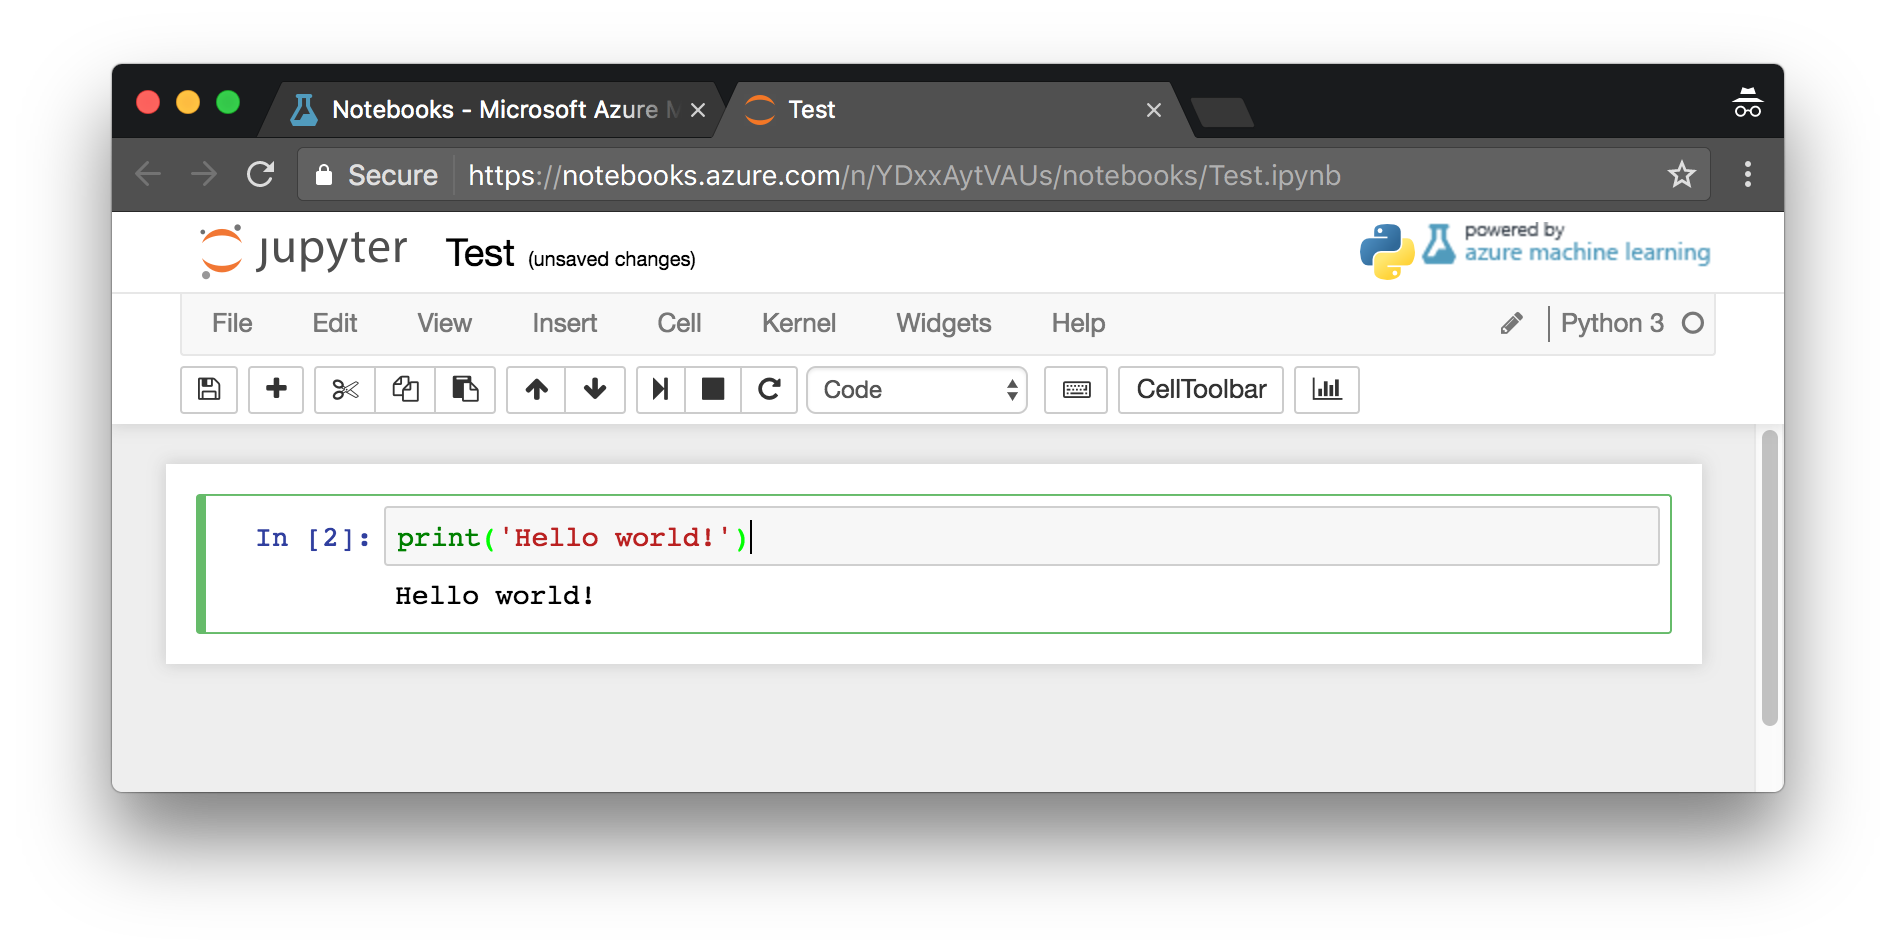 Notebooks - Microsoft Azure
Test
Secure
https://notebooks.azure.com/n/YDxxAytVAUs/notebooks/Test.ipynb
jupyter Test (unsaved changes)
powered by
azure machine learning
File Edit View Insert Cell Kernel Widgets Help Python 3
Code CellToolbar
In [2]: print('Hello world!')
Hello world!